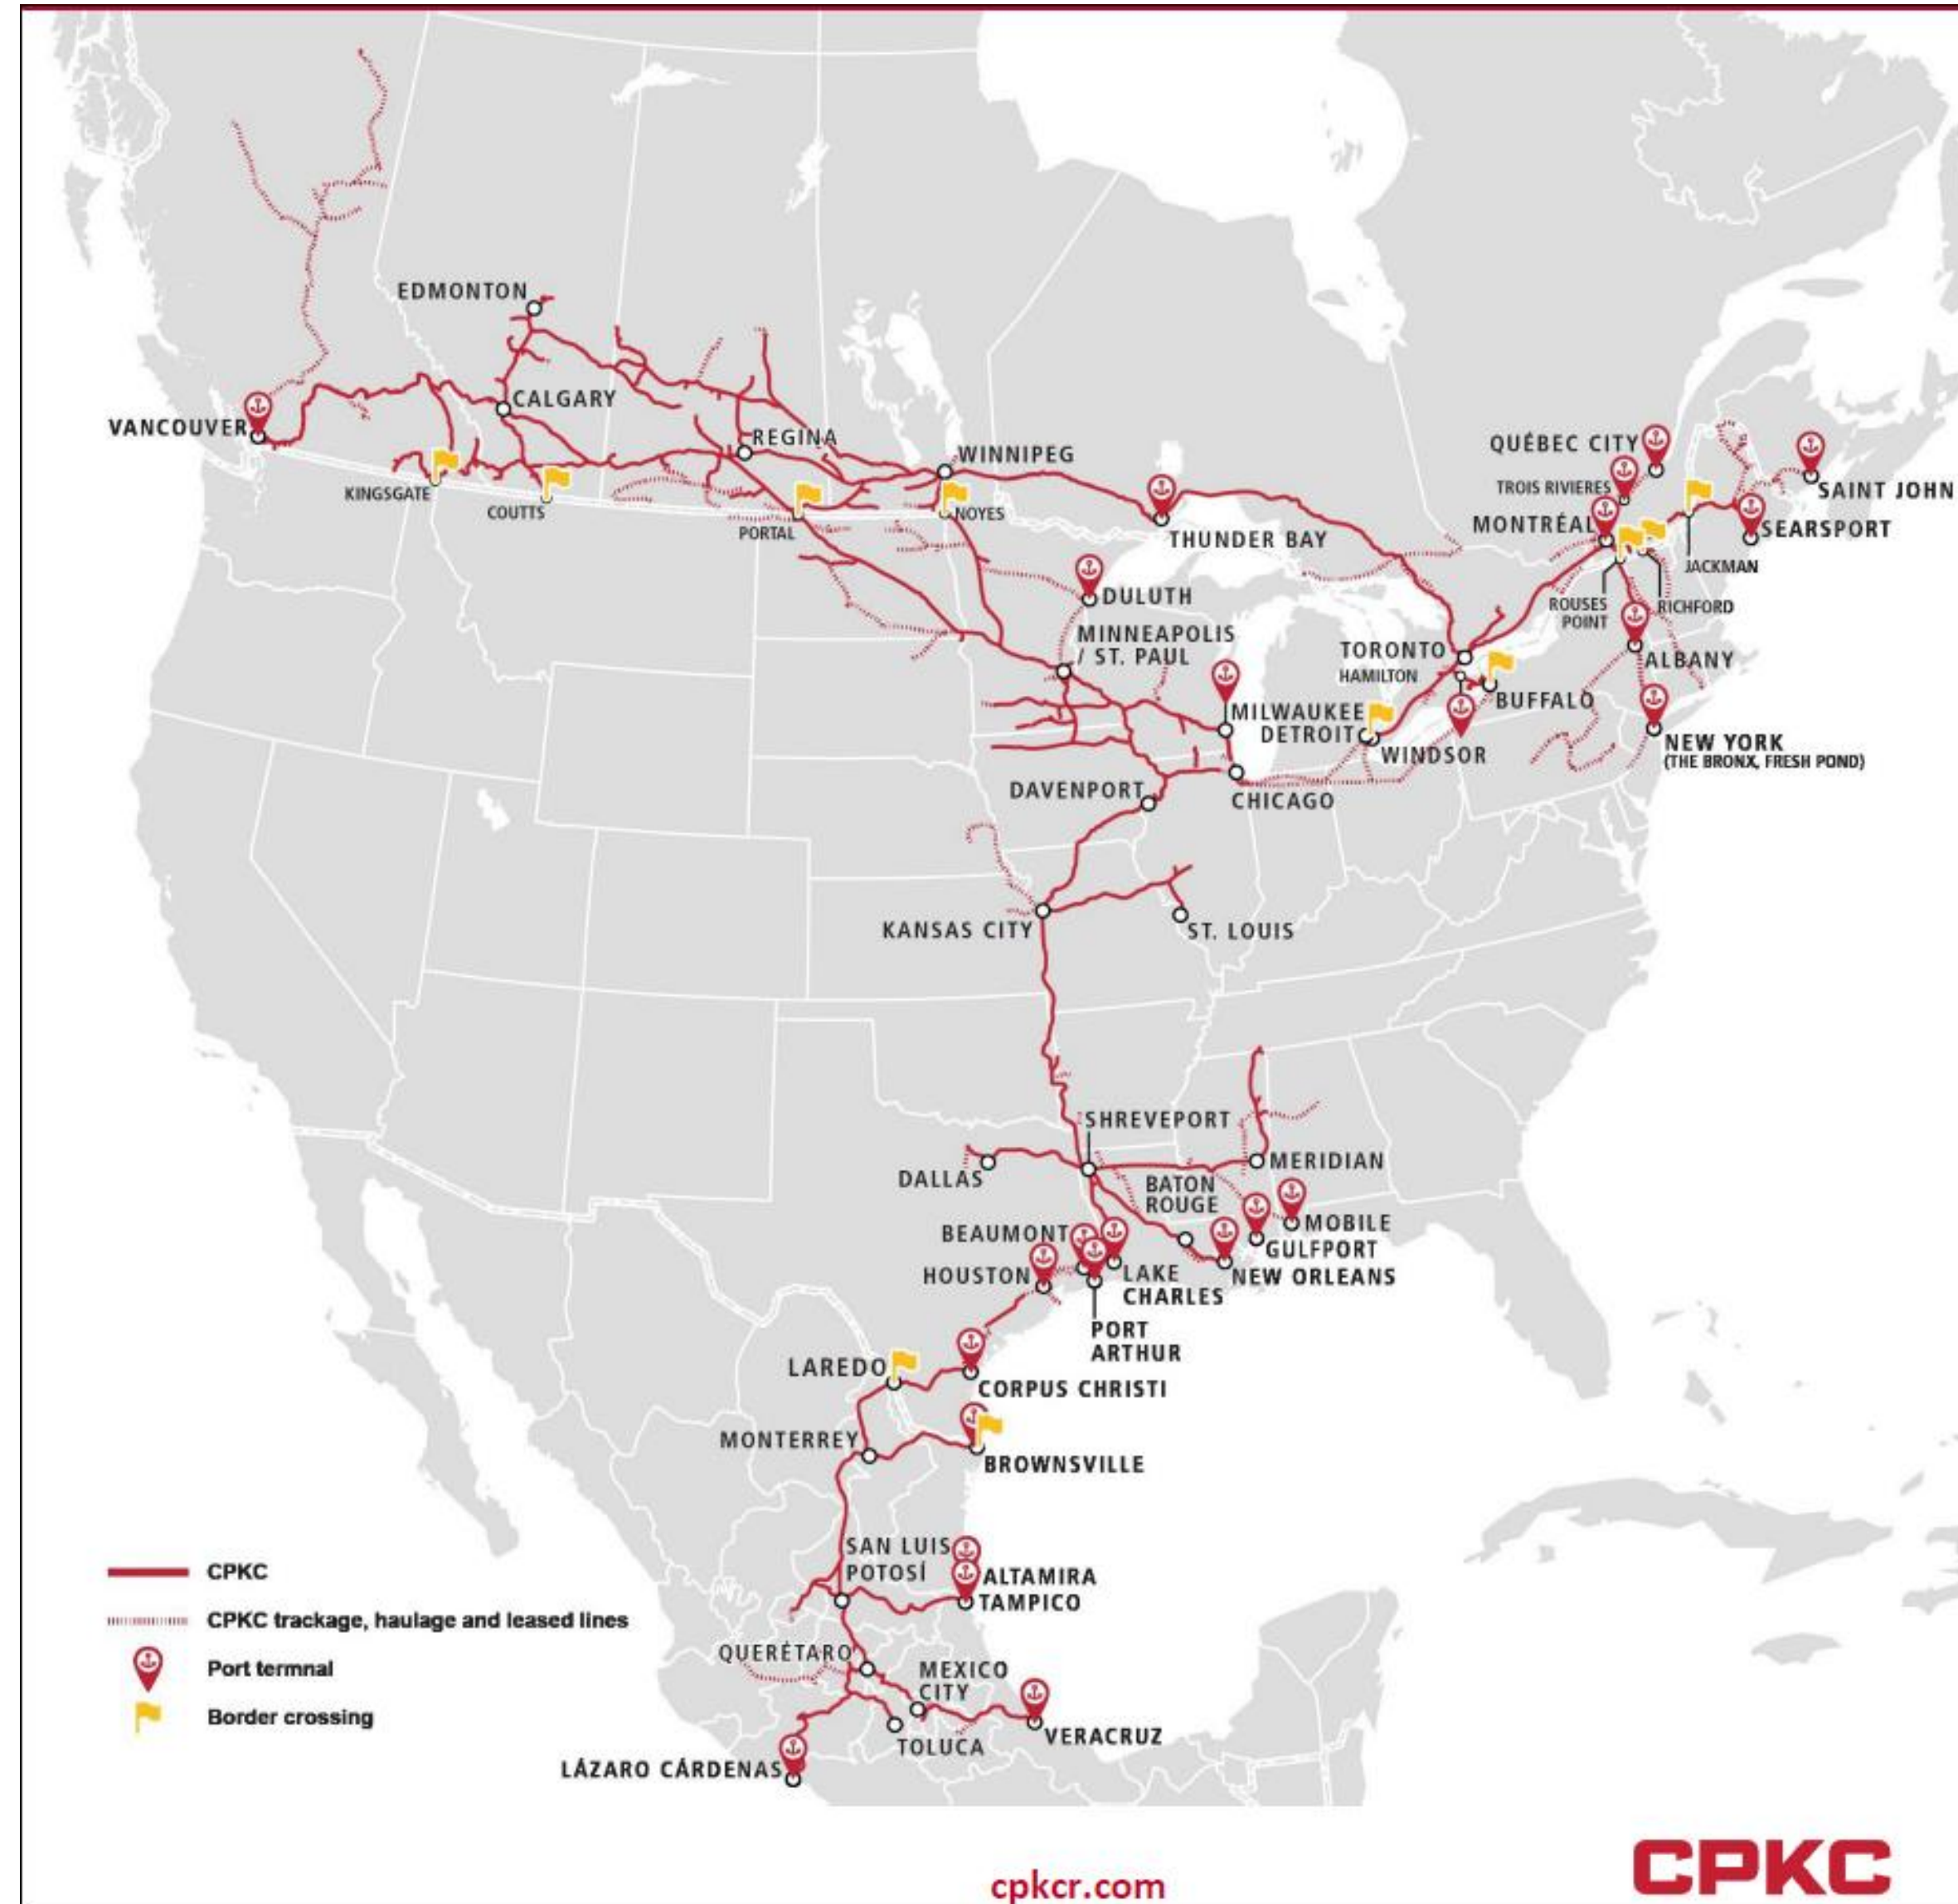 EDMONTON
CALGARY
VANCOUVER
REGINA
WINNIPEG
KINGSGATE
COUTTS
PORTAL
NOYES
THUNDER BAY
QUÉBEC CITY
TROIS RIVIERES
MONTRÉAL
SAINT JOHN
SEARSPORT
JACKMAN
ROUSES
POINT
RICHFORD
DULUTH
MINNEAPOLIS
/ ST. PAUL
TORONTO
HAMILTON
ALBANY
BUFFALO
MILWAUKEE
DETROIT
WINDSOR
NEW YORK
(THE BRONX, FRESH POND)
DAVENPORT
CHICAGO
KANSAS CITY
ST. LOUIS
SHREVEPORT
DALLAS
MERIDIAN
BATON
ROUGE
BEAUMONT
MOBILE
GULFPORT
HOUSTON
LAKE
CHARLES
NEW ORLEANS
PORT
ARTHUR
LAREDO
CORPUS CHRISTI
MONTERREY
BROWNSVILLE
SAN LUIS
POTOSÍ
ALTAMIRA
TAMPICO
QUERÉTARO
MEXICO
CITY
VERACRUZ
TOLUCA
LÁZARO CÁRDENAS
CPKC
CPKC trackage, haulage and leased lines
Port termnal
Border crossing
cpkcr.com
CPKC